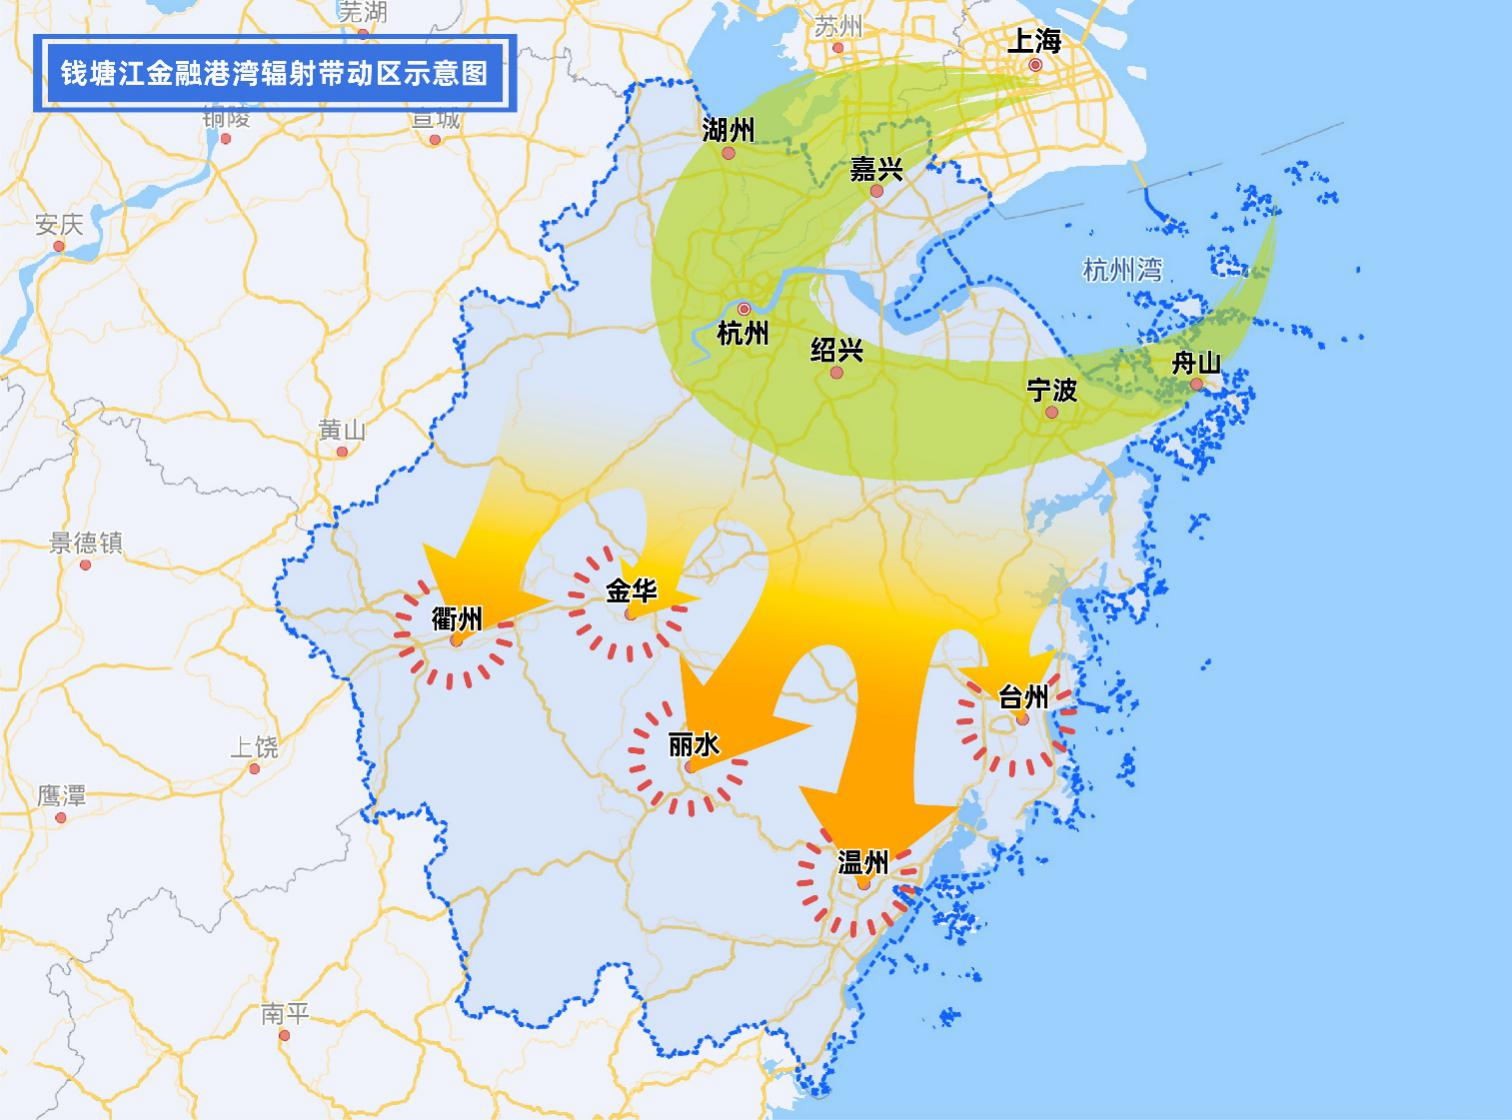 芜湖
苏州
上海
钱塘江金融港湾辐射带动区示意图
铜陵
宣城
湖州
嘉兴
安庆
杭州湾
杭州
绍兴
舟山
宁波
黄山
景德镇
金华
衢州
台州
丽水
上饶
鹰潭
温州
南平